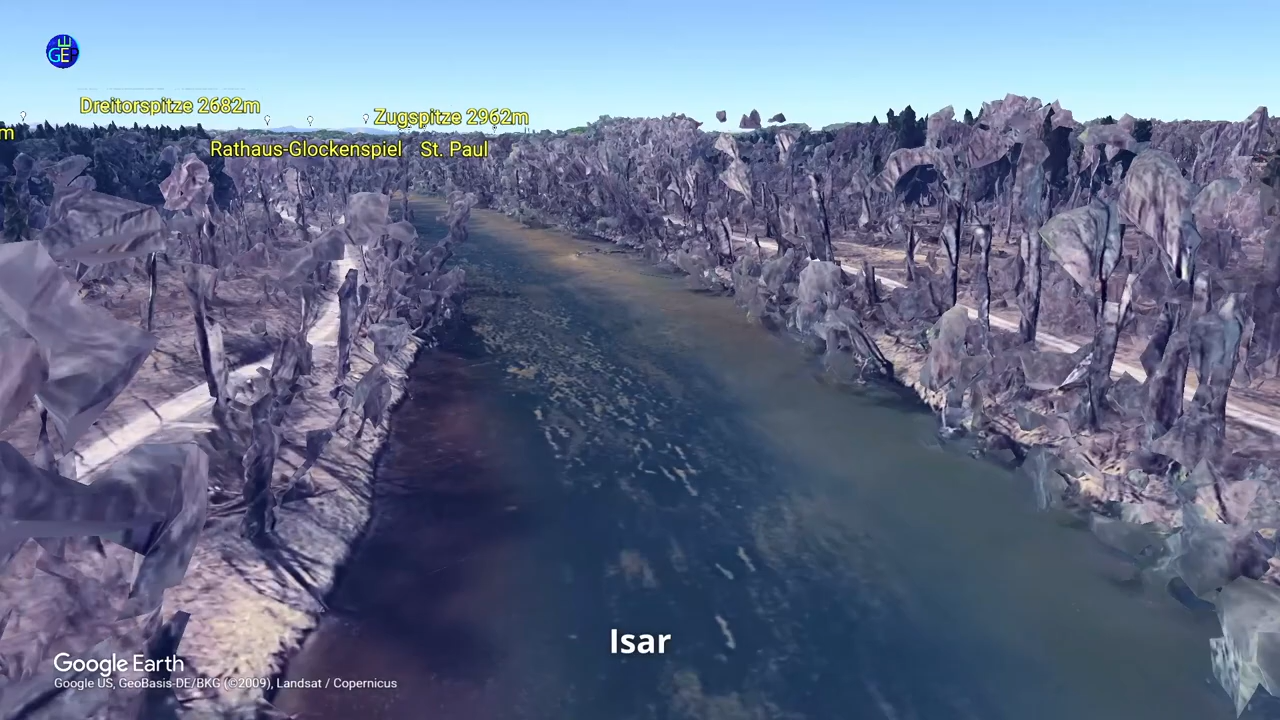 GEP
Dreitorspitze 2682m
Zugspitze 2962m
m
Rathaus-Glockenspiel
St. Paul
Isar
Google Earth
Google US, GeoBasis-DE/BKG (©2009), Landsat / Copernicus